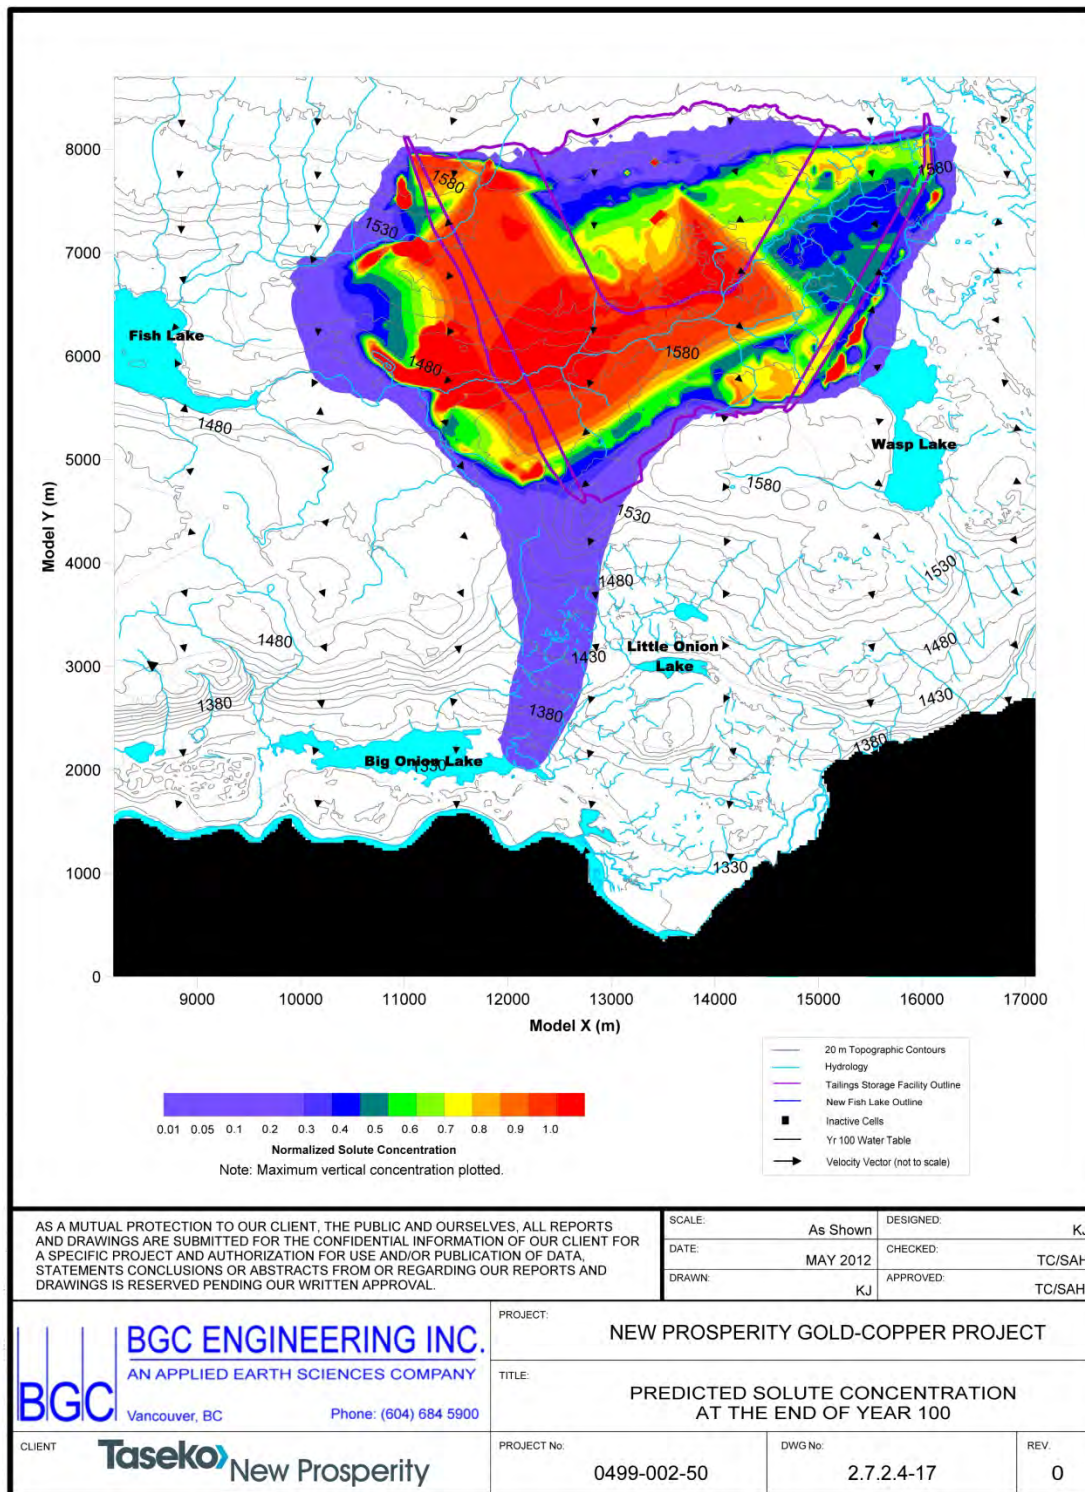 8000
7000
6000
5000
4000
3000
2000
1000
0
Model Y (m)
1580
1580
1530
Fish Lake
1480
1580
1480
Wasp Lake
1580
1530
1480
1530
1480
Little Onion
Lake
1430
1480
1380
1380
1430
1380
Big Onion Lake
1330
1330
9000 10000 11000 12000 13000 14000 15000 16000 17000
Model X (m)
0.01 0.05 0.1 0.2 0.3 0.4 0.5 0.6 0.7 0.8 0.9 1.0
Normalized Solute Concentration
Note: Maximum vertical concentration plotted.
20 m Topographic Contours
Hydrology
Tailings Storage Facility Outline
New Fish Lake Outline
Inactive Cells
Yr 100 Water Table
Velocity Vector (not to scale)
AS A MUTUAL PROTECTION TO OUR CLIENT, THE PUBLIC AND OURSELVES, ALL REPORTS
AND DRAWINGS ARE SUBMITTED FOR THE CONFIDENTIAL INFORMATION OF OUR CLIENT FOR
A SPECIFIC PROJECT AND AUTHORIZATION FOR USE AND/OR PUBLICATION OF DATA,
STATEMENTS CONCLUSIONS OR ABSTRACTS FROM OR REGARDING OUR REPORTS AND
DRAWINGS IS RESERVED PENDING OUR WRITTEN APPROVAL.
SCALE: As Shown
DESIGNED: KJ
DATE: MAY 2012
CHECKED: TC/SAH
DRAWN: KJ
APPROVED: TC/SAH
BGC
BGC ENGINEERING INC.
AN APPLIED EARTH SCIENCES COMPANY
Vancouver, BC Phone: (604) 684 5900
PROJECT:
NEW PROSPERITY GOLD-COPPER PROJECT
TITLE:
PREDICTED SOLUTE CONCENTRATION
AT THE END OF YEAR 100
CLIENT
Taseko New Prosperity
PROJECT No:
0499-002-50
DWG No:
2.7.2.4-17
REV.
0